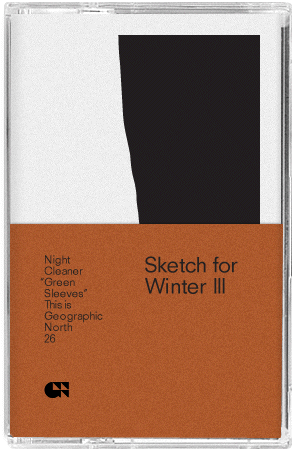 Night
Cleaner
“Green
Sleeves”
This is
Geographic
North
26
Sketch for
Winter III